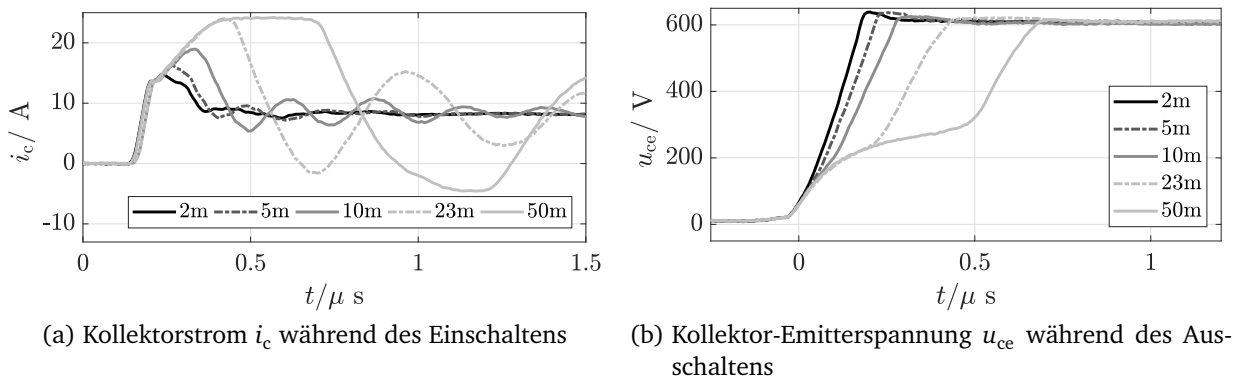 20
10
0
-10
i_c / A
2m 5m 10m 23m 50m
0 0.5 1 1.5
t/μ s
(a) Kollektorstrom i_c während des Einschaltens
600
400
200
0
u_ce / V
2m
5m
10m
23m
50m
0 0.5 1
t/μ s
(b) Kollektor-Emitterspannung u_ce während des Aus-
schaltens